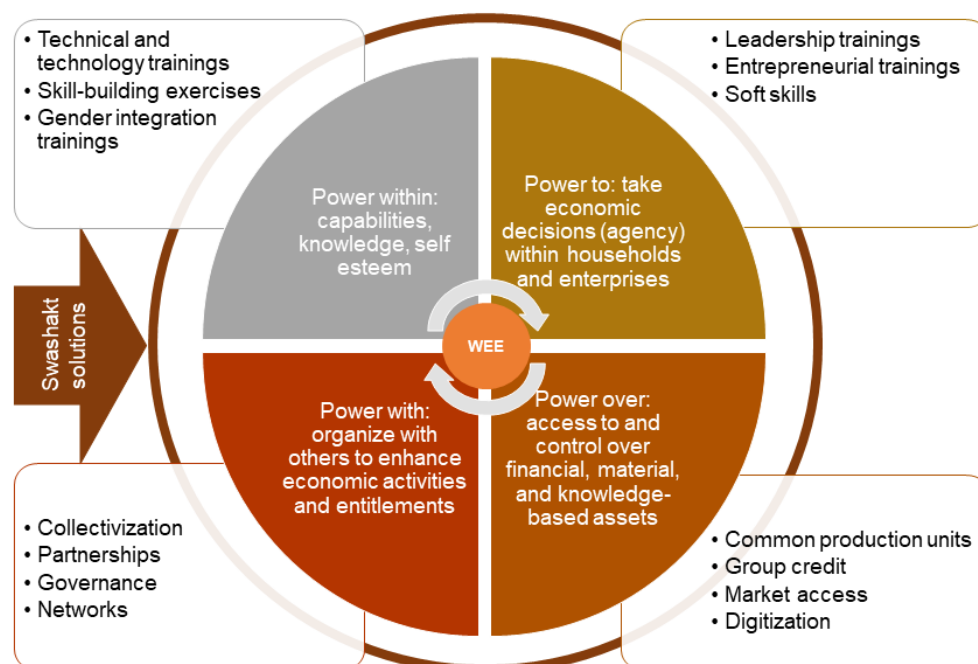 • Technical and
technology trainings
• Skill-building exercises
• Gender integration
trainings
• Leadership trainings
• Entrepreneurial trainings
• Soft skills
Power within:
capabilities,
knowledge, self
esteem
Power to: take
economic
decisions (agency)
within households
and enterprises
Swashakt
solutions
WEE
Power with:
organize with
others to enhance
economic activities
and entitlements
Power over:
access to and
control over
financial, material,
and knowledge-
based assets
• Collectivization
• Partnerships
• Governance
• Networks
• Common production units
• Group credit
• Market access
• Digitization